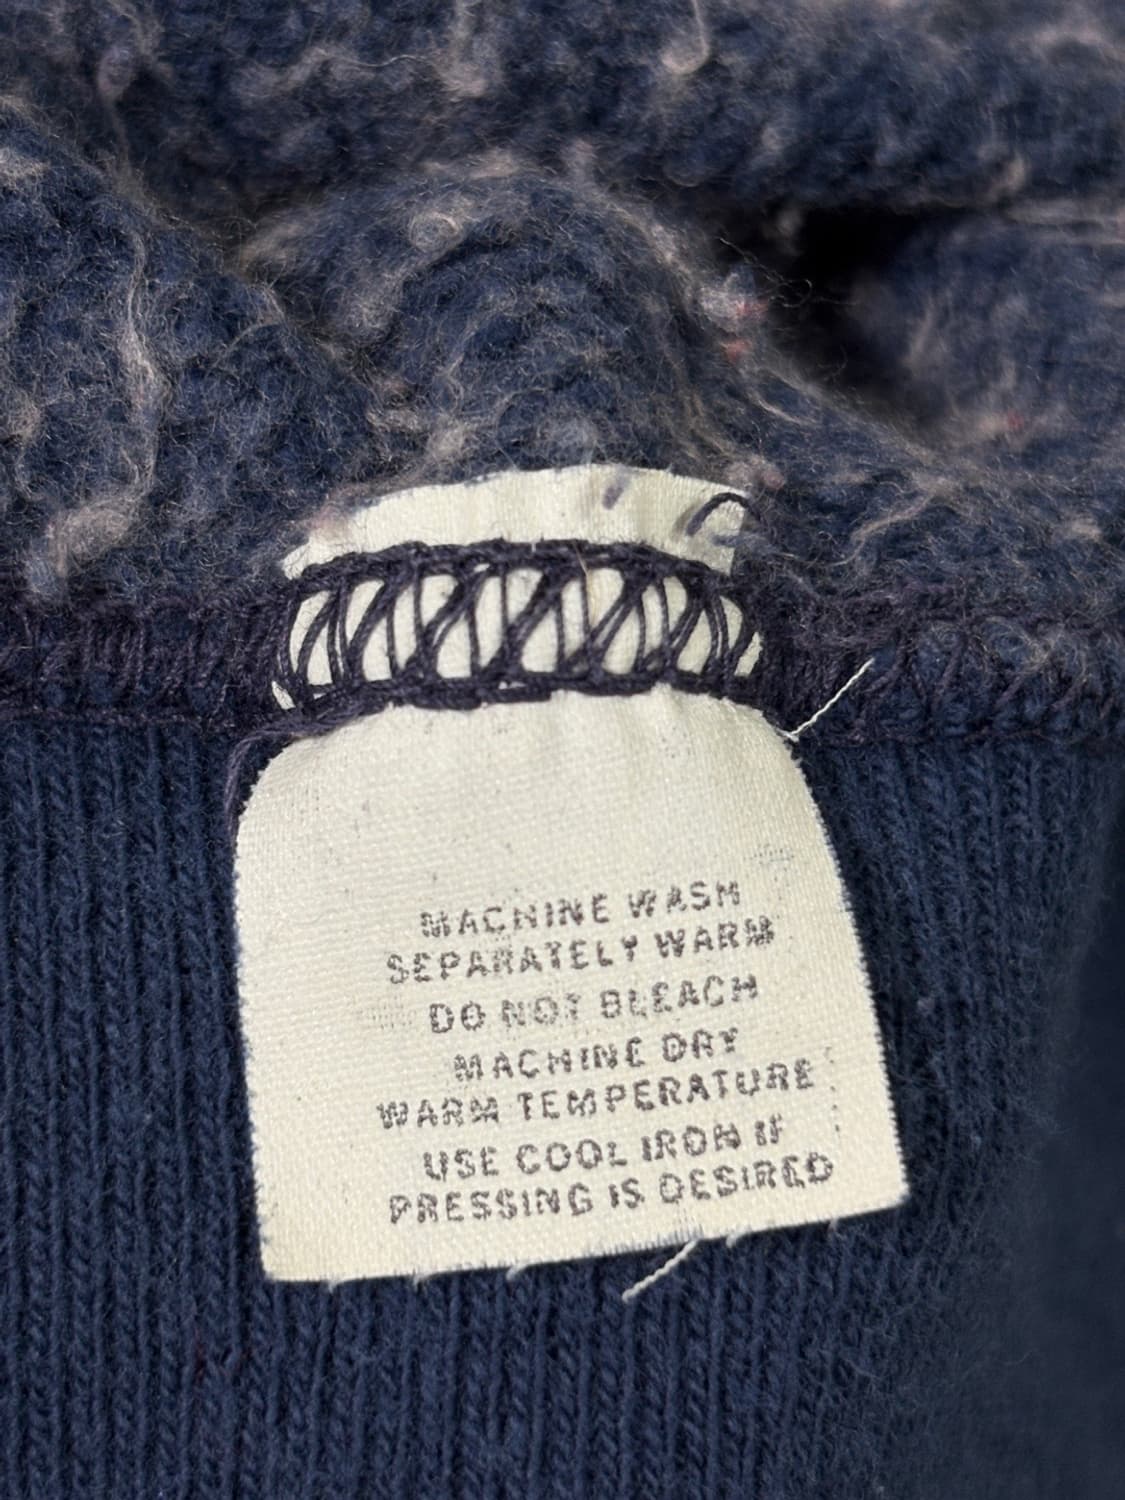 MACHINE WASH
SEPARATELY WARM
DO NOT BLEACH
MACHINE DRY
WARM TEMPERATURE
USE COOL IRON IF
PRESSING IS DESIRED